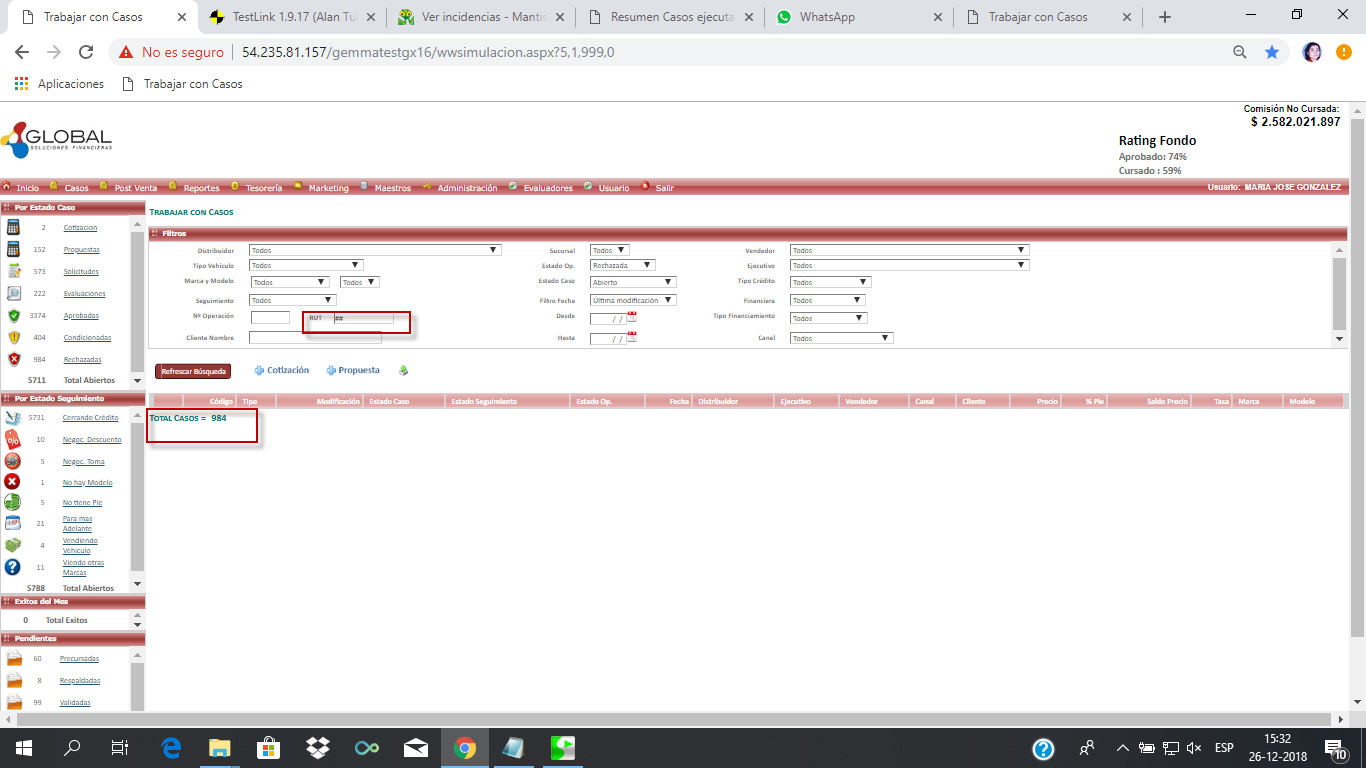 Trabajar con Casos
TestLink 1.9.17 (Alan Tu
Ver incidencias - Mantis
Resumen Casos ejecuta
WhatsApp
Trabajar con Casos
No es seguro
54.235.81.157/gemmatestgx16/wwsimulacion.aspx?5,1,999,0
Aplicaciones
Trabajar con Casos
Comisión No Cursada:
$ 2.582.021.897
GLOBAL
SOLUCIONES FINANCIERAS
Rating Fondo
Aprobado: 74%
Cursado : 59%
Inicio Casos Post Venta Reportes Tesorería Marketing Maestros Administración Evaluadores Usuario Salir Usuario: MARIA JOSE GONZALEZ
Por Estado Caso
2 Cotizacion
152 Propuestas
573 Solicitudes
222 Evaluaciones
3374 Aprobadas
404 Condicionadas
984 Rechazadas
5711 Total Abiertos
Por Estado Seguimiento
5731 Cerrando Crédito
10 Negoc. Descuento
5 Negoc. Toma
1 No hay Modelo
5 No tiene Pie
21 Para mas
Adelante
4 Vendiendo
Vehiculo
11 Viendo otras
Marcas
5788 Total Abiertos
Exitos del Mes
0 Total Exitos
Pendientes
60 Precursadas
8 Respaldadas
99 Validadas
TRABAJAR CON CASOS
Filtros
Distribuidor Todos Sucursal Todos Vendedor Todos
Tipo Vehículo Todos Estado Op. Rechazada Ejecutivo Todos
Marca y Modelo Todos Todos Estado Caso Abierto Tipo Crédito Todos
Seguimiento Todos Filtro Fecha Última modificación Financiera Todos
Nº Operación RUT ## Desde / / Tipo Financiamiento Todos
Cliente Nombre Hasta / / Canal Todos
Refrescar Búsqueda Cotización Propuesta
Código Tipo Modificación Estado Caso Estado Seguimiento Estado Op. Fecha Distribuidor Ejecutivo Vendedor Canal Cliente Precio % Pie Saldo Precio Tasa Marca Modelo
TOTAL CASOS = 984
ESP
15:32
26-12-2018
10